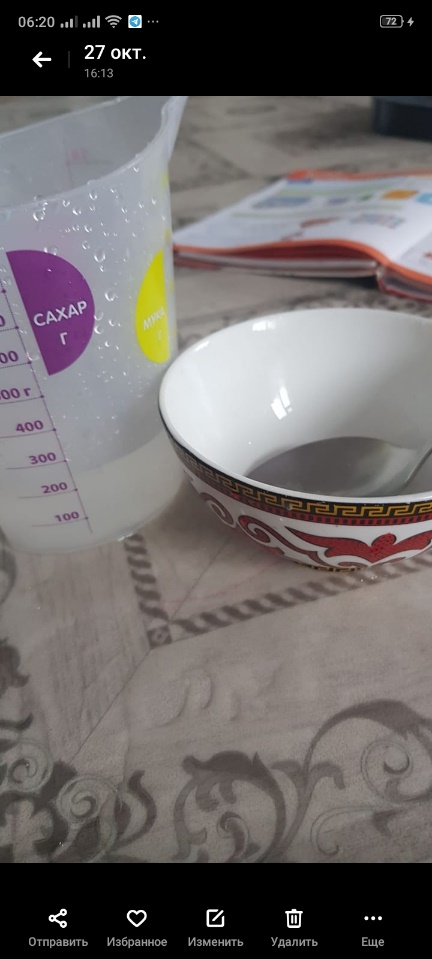 06:20
72
27 окт.
16:13
САХАР
Г
400
300
200
100
Отправить
Избранное
Изменить
Удалить
Еще